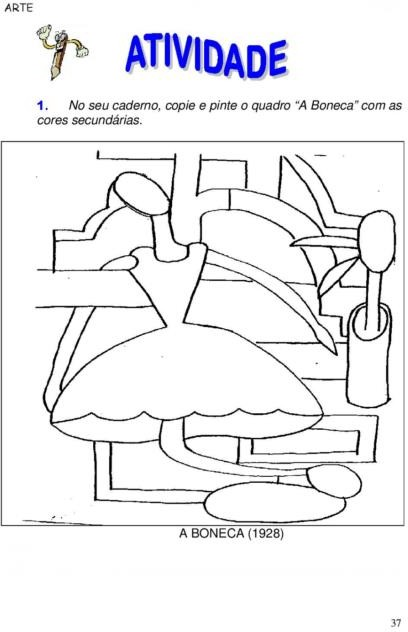 ARTE
ATIVIDADE
1. No seu caderno, copie e pinte o quadro “A Boneca” com as
cores secundárias.
A BONECA (1928)
37